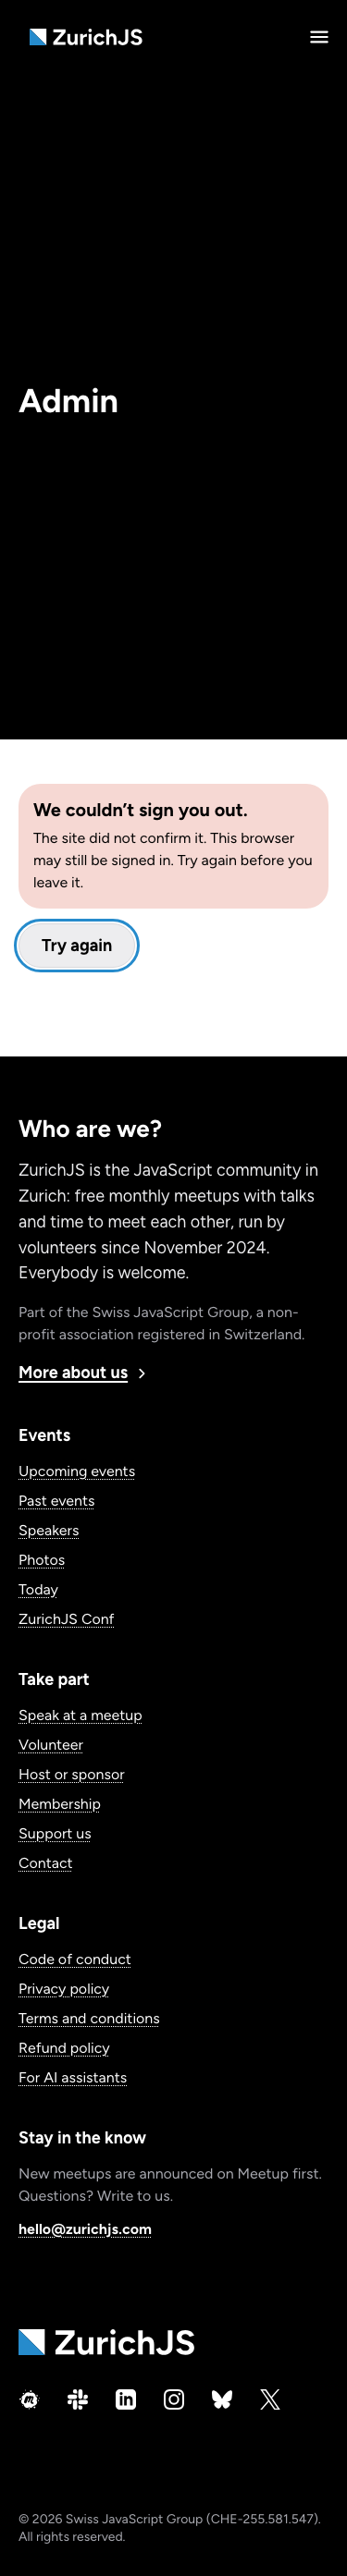 ZurichJS
Admin
We couldn’t sign you out.
The site did not confirm it. This browser
may still be signed in. Try again before you
leave it.
Try again
Who are we?
ZurichJS is the JavaScript community in
Zurich: free monthly meetups with talks
and time to meet each other, run by
volunteers since November 2024.
Everybody is welcome.
Part of the Swiss JavaScript Group, a non-
profit association registered in Switzerland.
More about us
Events
Upcoming events
Past events
Speakers
Photos
Today
ZurichJS Conf
Take part
Speak at a meetup
Volunteer
Host or sponsor
Membership
Support us
Contact
Legal
Code of conduct
Privacy policy
Terms and conditions
Refund policy
For AI assistants
Stay in the know
New meetups are announced on Meetup first.
Questions? Write to us.
hello@zurichjs.com
ZurichJS
© 2026 Swiss JavaScript Group (CHE-255.581.547).
All rights reserved.